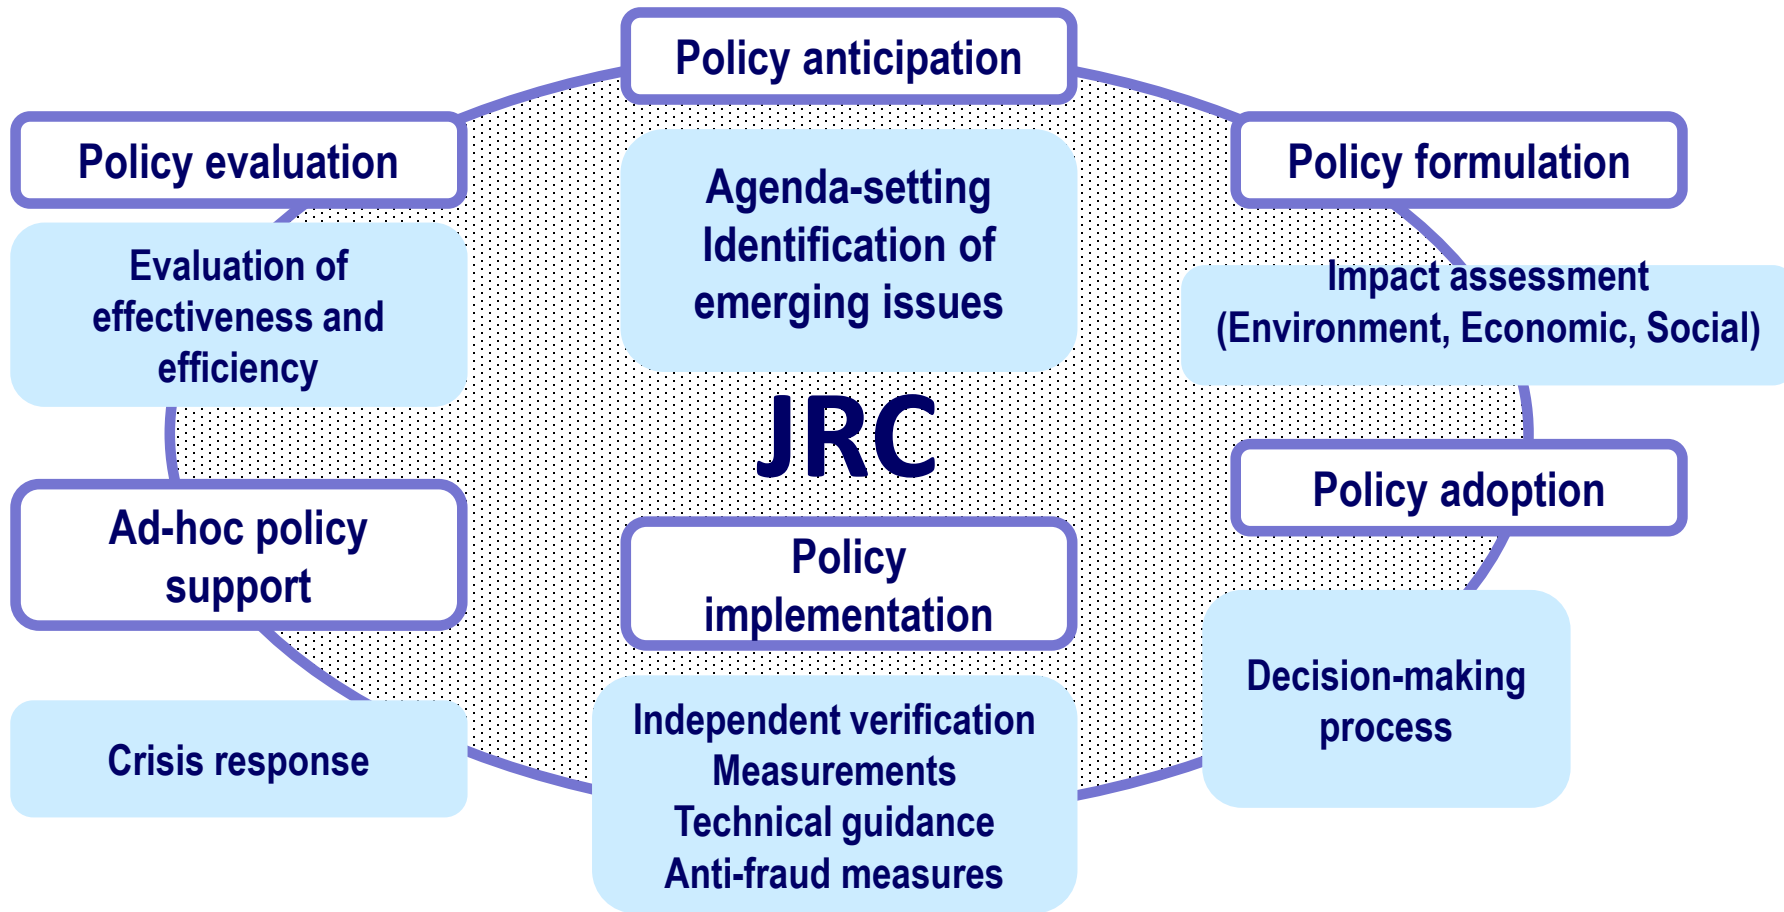 Policy anticipation
Agenda-setting
Identification of
emerging issues
Policy formulation
Impact assessment
(Environment, Economic, Social)
Policy adoption
Decision-making
process
Policy
implementation
Independent verification
Measurements
Technical guidance
Anti-fraud measures
Ad-hoc policy
support
Crisis response
Policy evaluation
Evaluation of
effectiveness and
efficiency
JRC